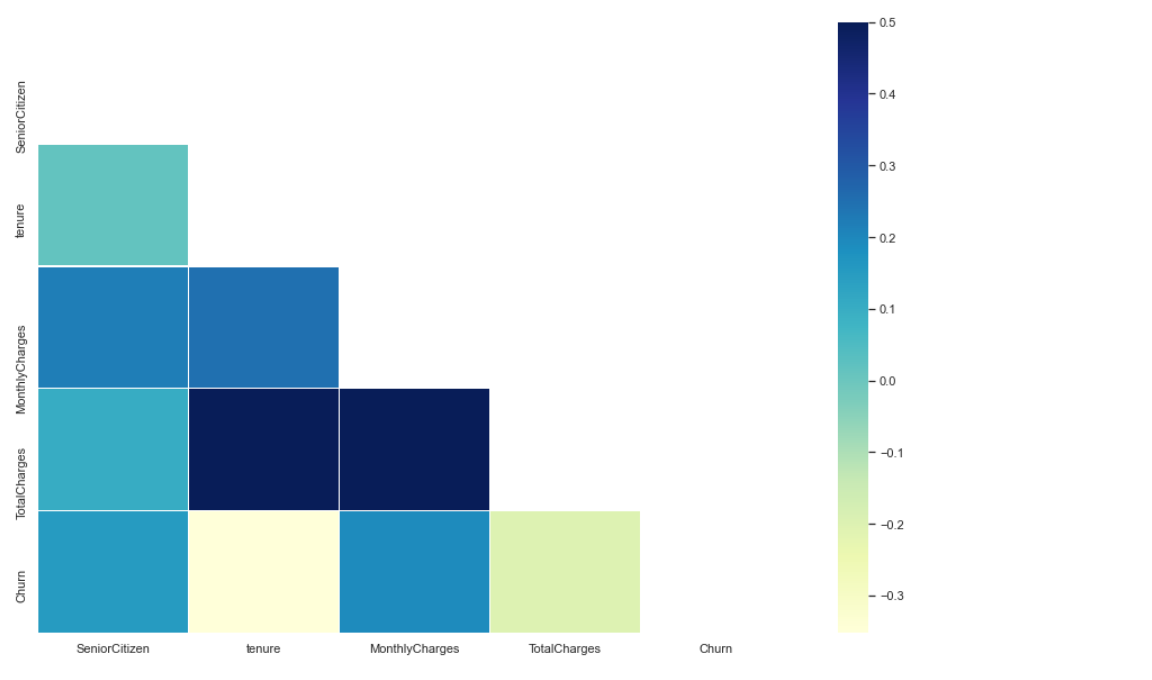 SeniorCitizen
tenure
MonthlyCharges
TotalCharges
Churn
SeniorCitizen
tenure
MonthlyCharges
TotalCharges
Churn
0.5
0.4
0.3
0.2
0.1
0.0
−0.1
−0.2
−0.3